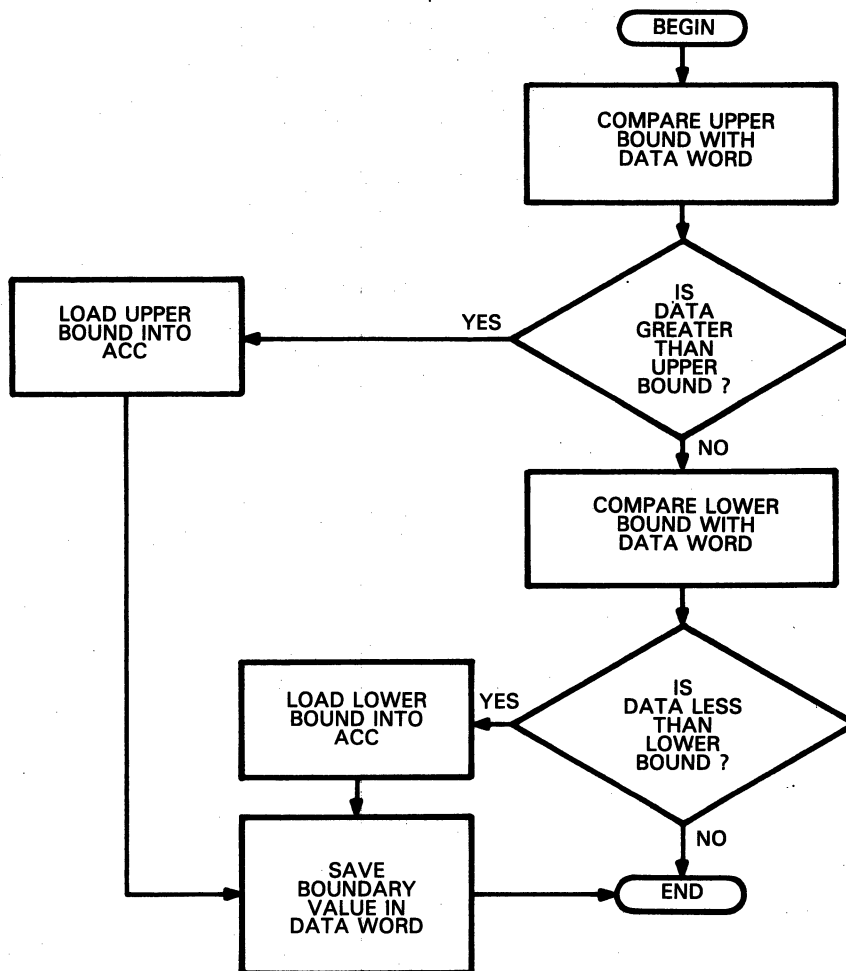 BEGIN
COMPARE UPPER
BOUND WITH
DATA WORD
IS
DATA
GREATER
THAN
UPPER
BOUND ?
YES
LOAD UPPER
BOUND INTO
ACC
NO
COMPARE LOWER
BOUND WITH
DATA WORD
IS
DATA LESS
THAN
LOWER
BOUND ?
YES
LOAD LOWER
BOUND INTO
ACC
NO
SAVE
BOUNDARY
VALUE IN
DATA WORD
END